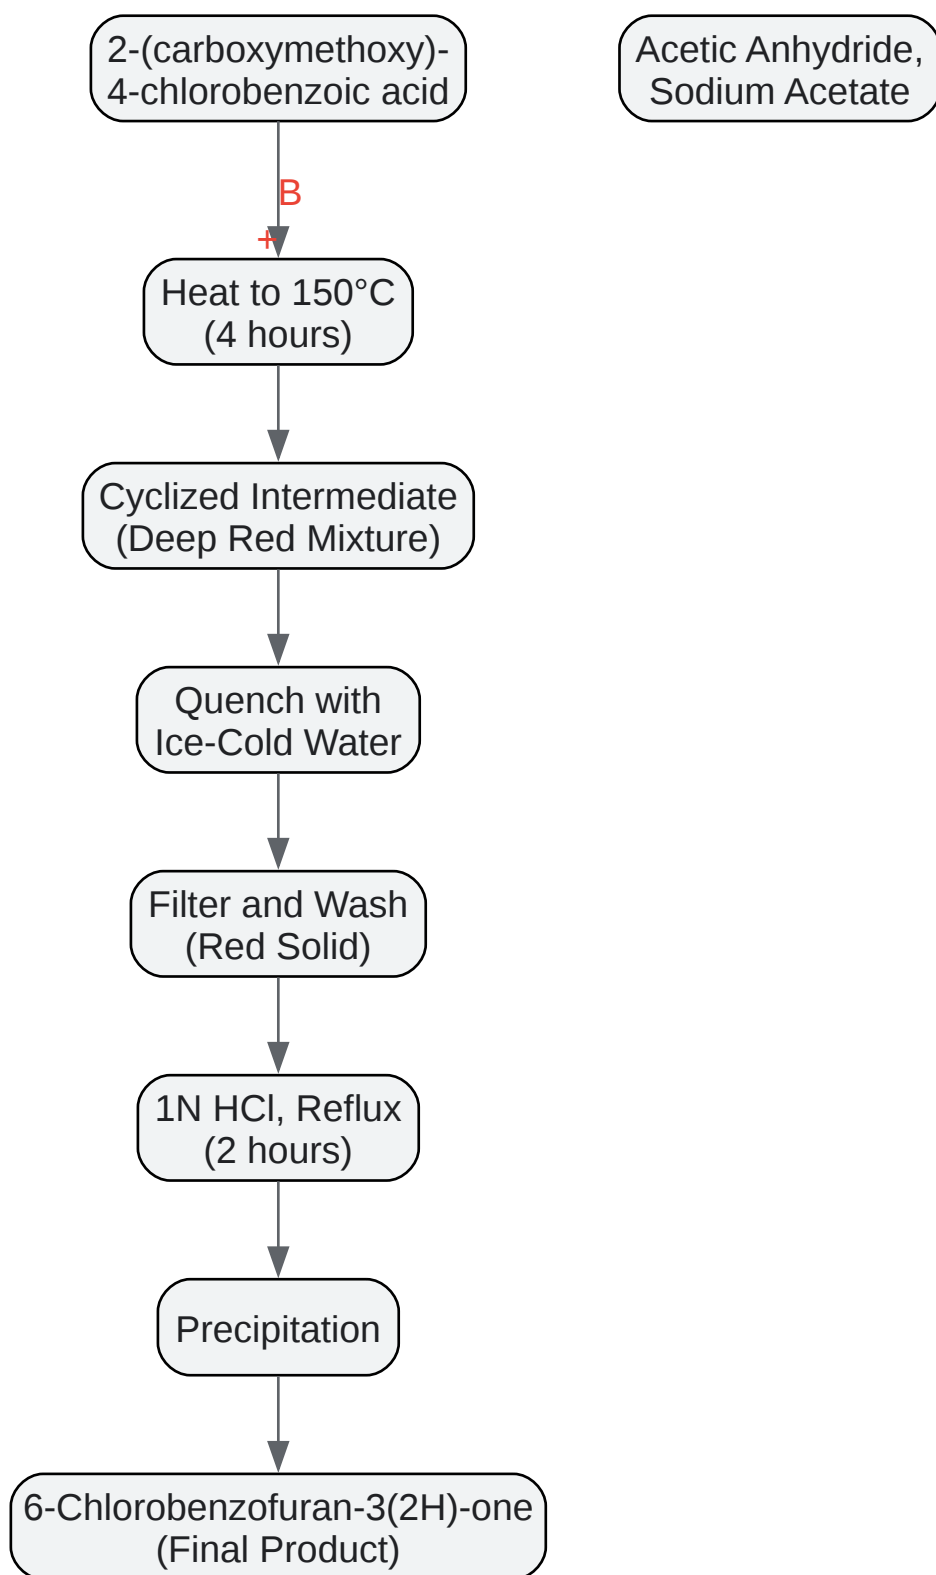 2-(carboxymethoxy)-
4-chlorobenzoic acid
Acetic Anhydride,
Sodium Acetate
B
+
Heat to 150°C
(4 hours)
Cyclized Intermediate
(Deep Red Mixture)
Quench with
Ice-Cold Water
Filter and Wash
(Red Solid)
1N HCl, Reflux
(2 hours)
Precipitation
6-Chlorobenzofuran-3(2H)-one
(Final Product)